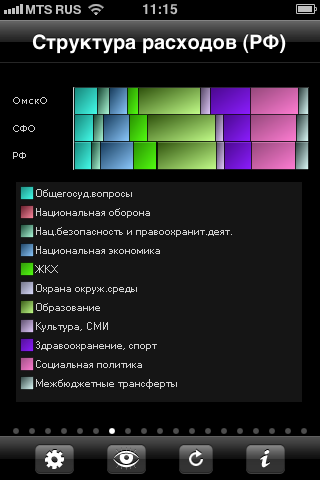 MTS RUS 11:15
Структура расходов (РФ)
ОмскО
СФО
РФ
Общегосуд.вопросы
Национальная оборона
Нац.безопасность и правоохранит.деят.
Национальная экономика
ЖКХ
Охрана окруж.среды
Образование
Культура, СМИ
Здравоохранение, спорт
Социальная политика
Межбюджетные трансферты